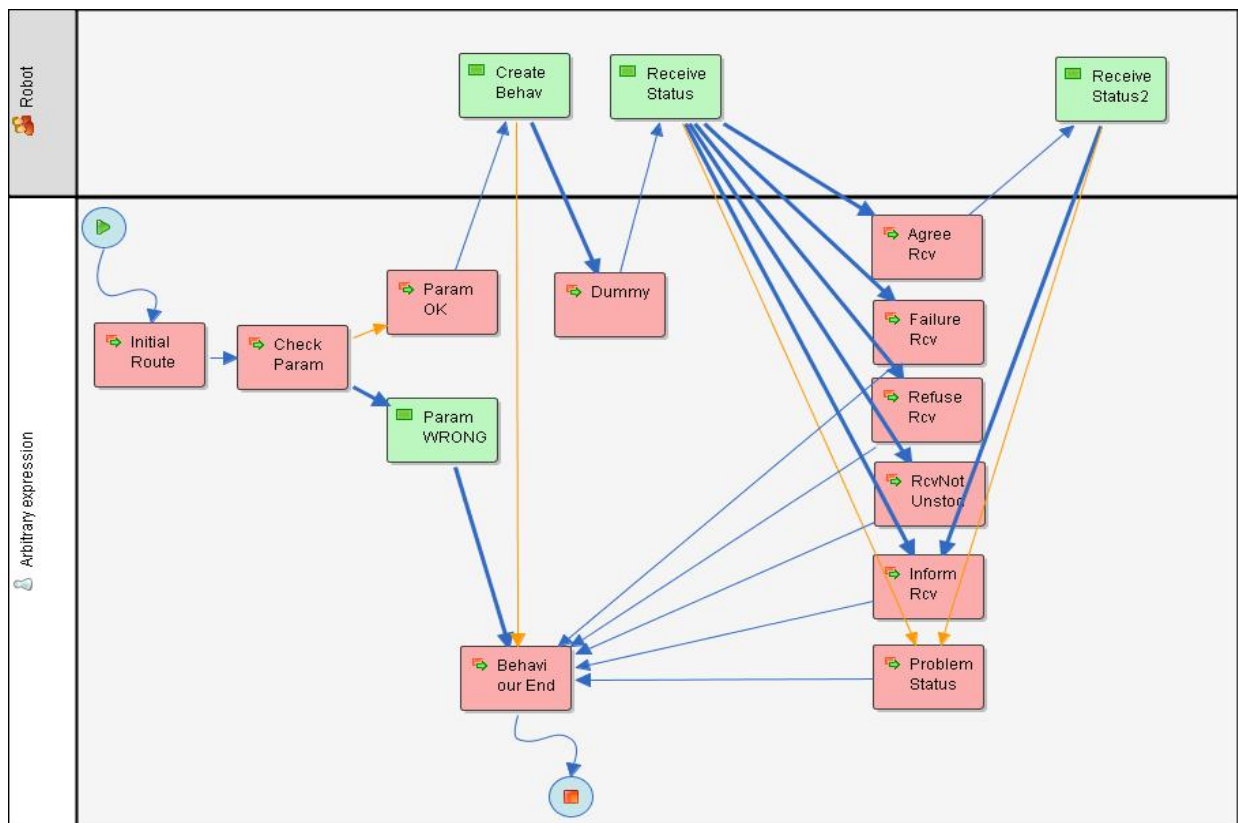 Robot
Create
Behav
Receive
Status
Receive
Status2
Arbitrary expression
Initial
Route
Check
Param
Param
OK
Param
WRONG
Dummy
Agree
Rcv
Failure
Rcv
Refuse
Rcv
RcvNot
Unstoo
Inform
Rcv
Problem
Status
Behavi
our End